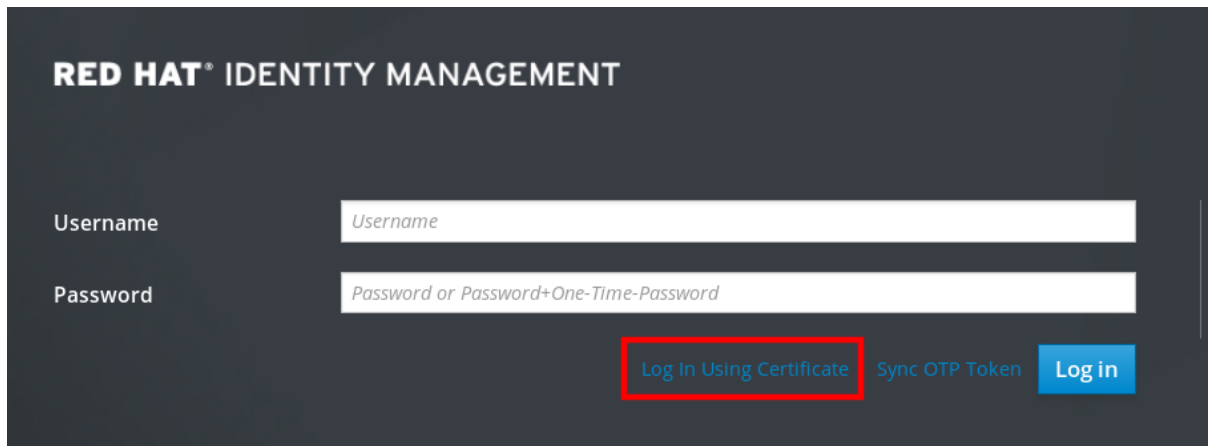 RED HAT® IDENTITY MANAGEMENT
Username Username
Password Password or Password+One-Time-Password
Log In Using Certificate Sync OTP Token Log in